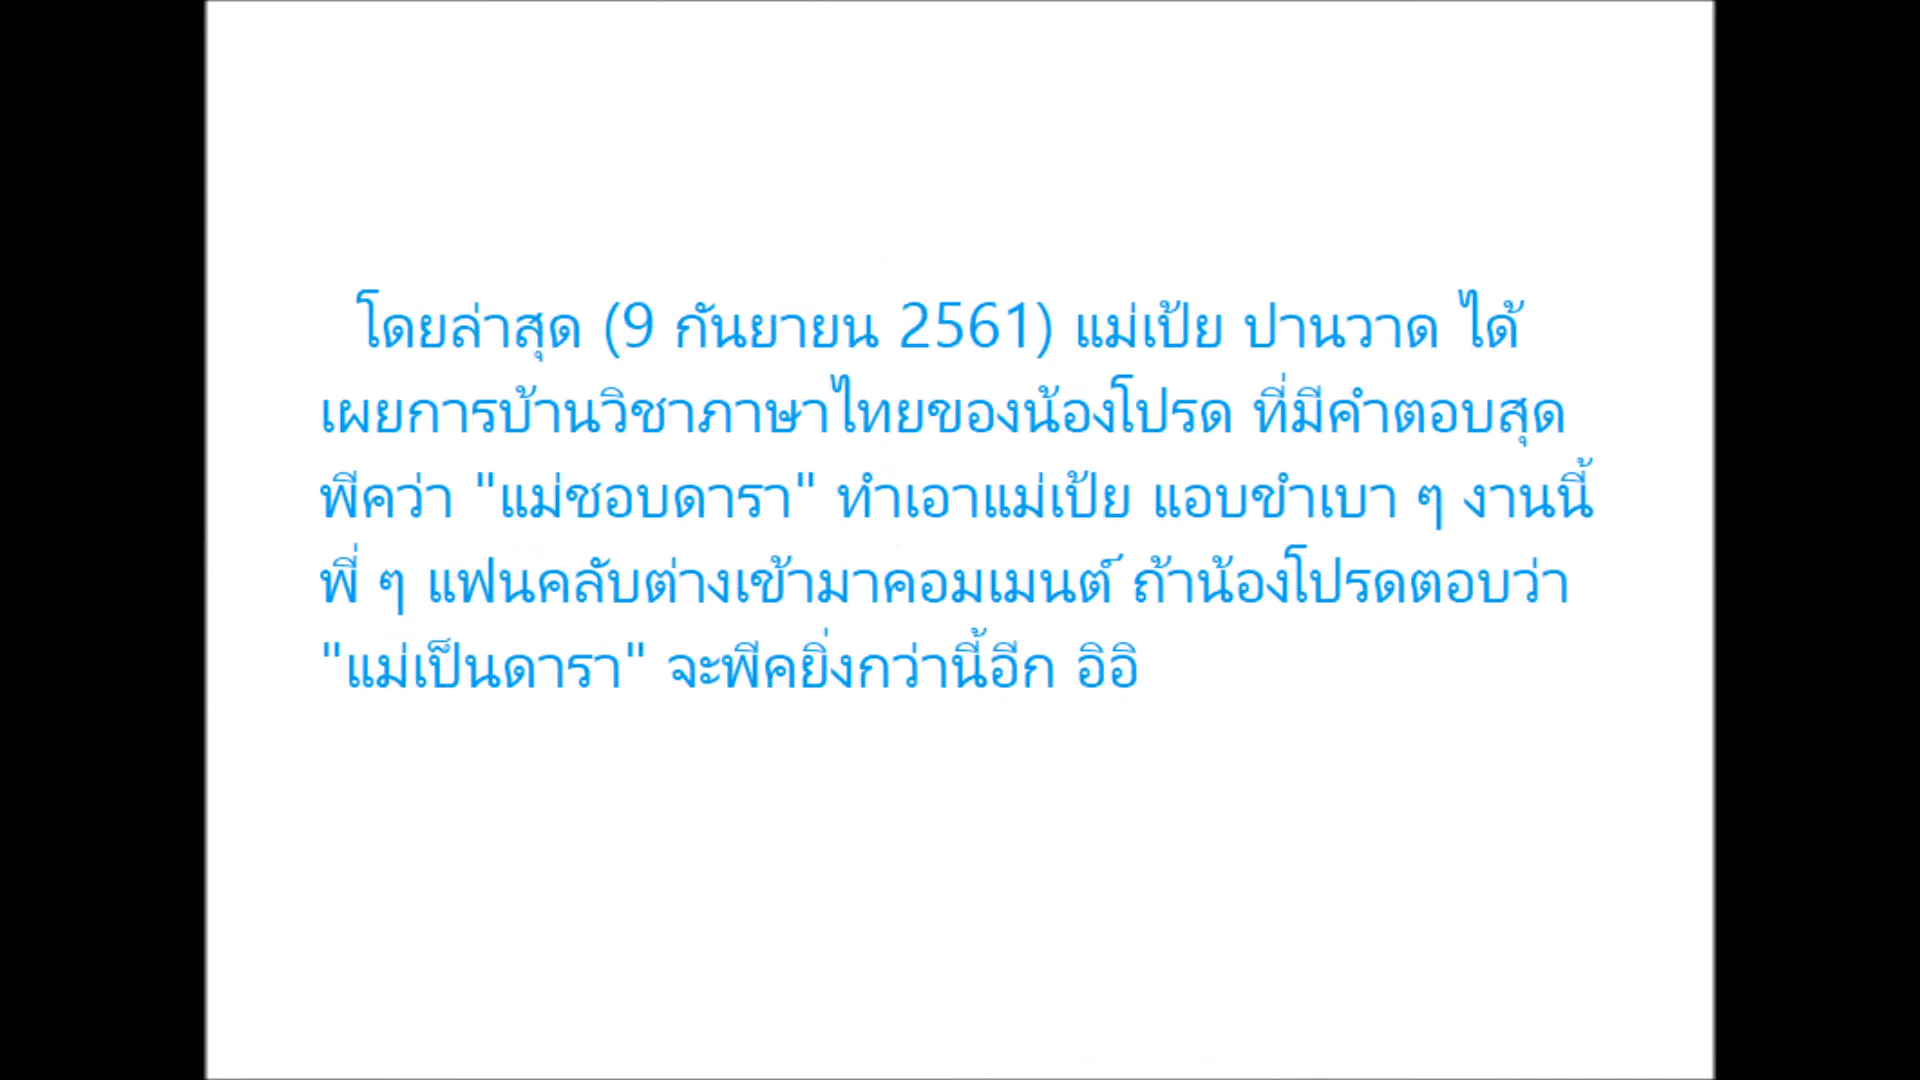 โดยล่าสุด (9 กันยายน 2561) แม่เป้ย ปานวาด ได้
เผยการบ้านวิชาภาษาไทยของน้องโปรด ที่มีคำตอบสุด
พีคว่า "แม่ชอบดารา" ทำเอาแม่เป้ย แอบขำเบา ๆ งานนี้
พี่ ๆ แฟนคลับต่างเข้ามาคอมเมนต์ ถ้าน้องโปรดตอบว่า
"แม่เป็นดารา" จะพีคยิ่งกว่านี้อีก อิอิ